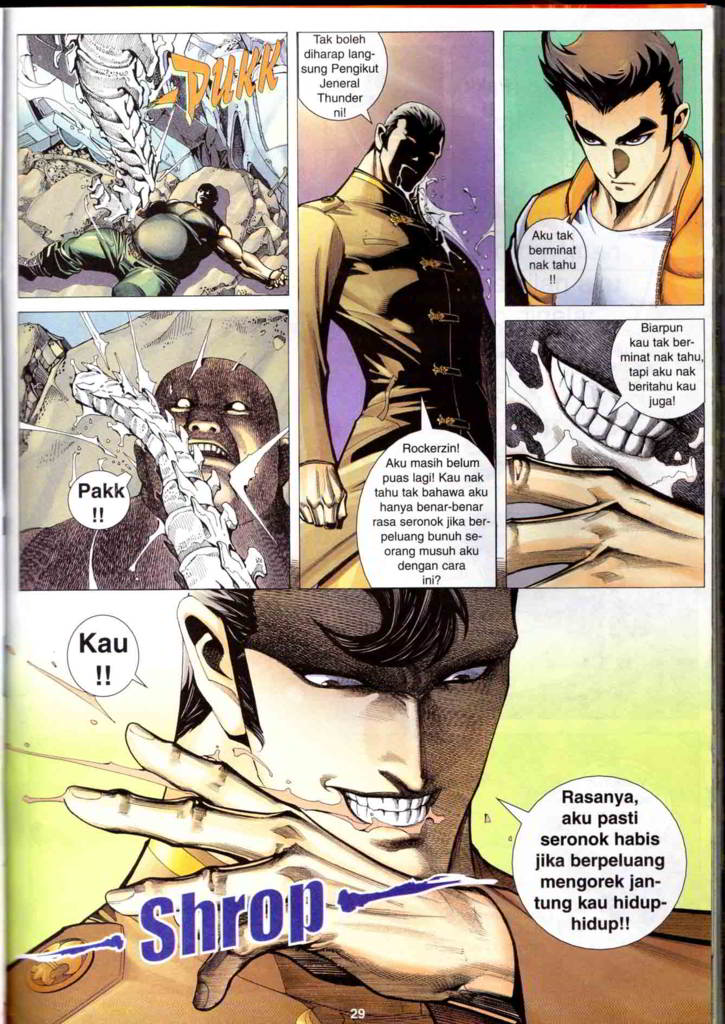 DUKK
Tak boleh
diharap lang-
sung Pengikut
Jeneral
Thunder
ni!
Aku tak
berminat
nak tahu
!!
Pakk
!!
Rockerzin!
Aku masih belum
puas lagi! Kau nak
tahu tak bahawa aku
hanya benar-benar
rasa seronok jika ber-
peluang bunuh se-
orang musuh aku
dengan cara
ini?
Biarpun
kau tak ber-
minat nak tahu,
tapi aku nak
beritahu kau
juga!
Kau
!!
Rasanya,
aku pasti
seronok habis
jika berpeluang
mengorek jan-
tung kau hidup-
hidup!!
Shrop
29